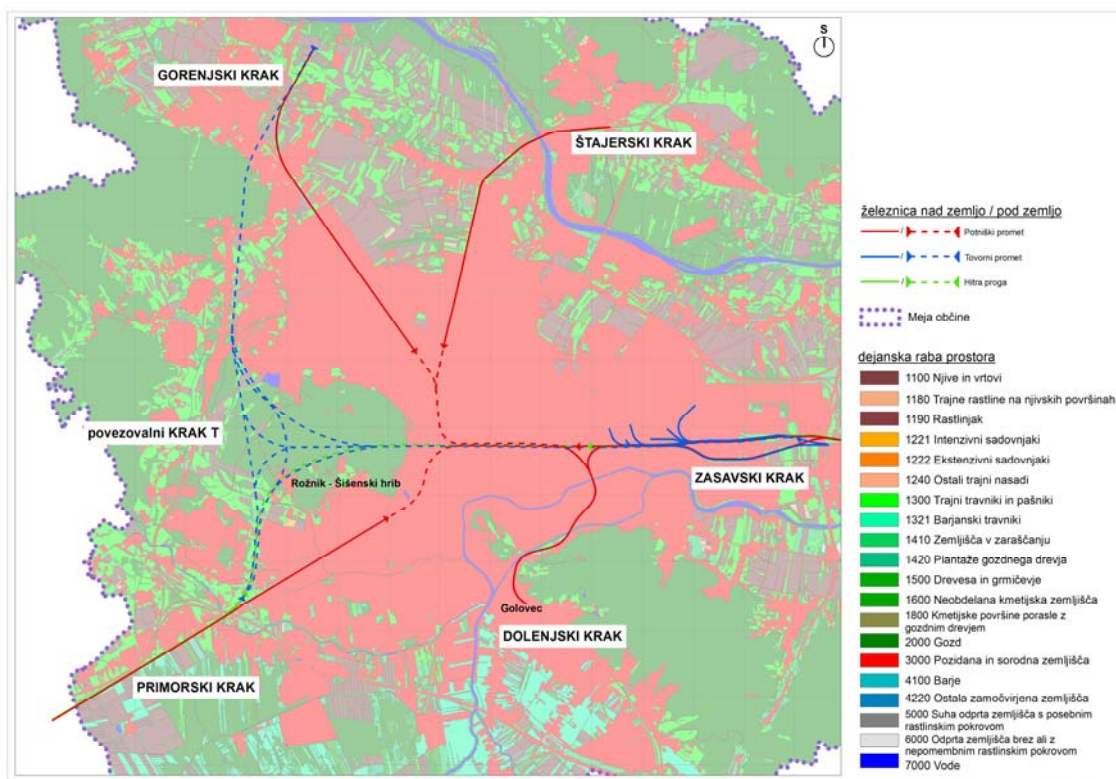 S
GORENJSKI KRAK
ŠTAJERSKI KRAK
povezovalni KRAK T
Rožnik - Šišenski hrib
ZASAVSKI KRAK
Golovec
DOLENJSKI KRAK
PRIMORSKI KRAK
železnica nad zemljo / pod zemljo
/ Potniški promet
/ Tovorni promet
/ Hitra proga
Meja občine
dejanska raba prostora
1100 Njive in vrtovi
1180 Trajne rastline na njivskih površinah
1190 Rastlinjak
1221 Intenzivni sadovnjaki
1222 Ekstenzivni sadovnjaki
1240 Ostali trajni nasadi
1300 Trajni travniki in pašniki
1321 Barjanski travniki
1410 Zemljišča v zaraščanju
1420 Plantaže gozdnega drevja
1500 Drevesa in grmičevje
1600 Neobdelana kmetijska zemljišča
1800 Kmetijske površine porasle z
gozdnim drevjem
2000 Gozd
3000 Pozidana in sorodna zemljišča
4100 Barje
4220 Ostala zamočvirjena zemljišča
5000 Suha odprta zemljišča s posebnim
rastlinskim pokrovom
6000 Odprta zemljišča brez ali z
nepomembnim rastlinskim pokrovom
7000 Vode